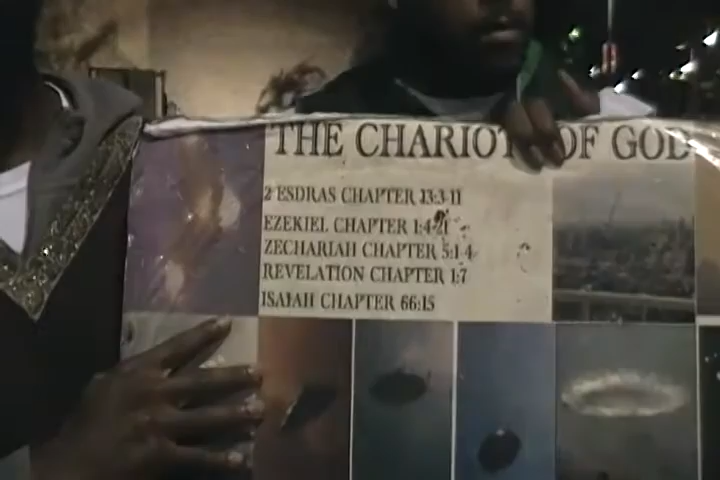 THE CHARIOT OF GOD
2 ESDRAS CHAPTER 13:3-11
EZEKIEL CHAPTER 1:4-21
ZECHARIAH CHAPTER 5:1-4
REVELATION CHAPTER 1:7
ISAIAH CHAPTER 66:15